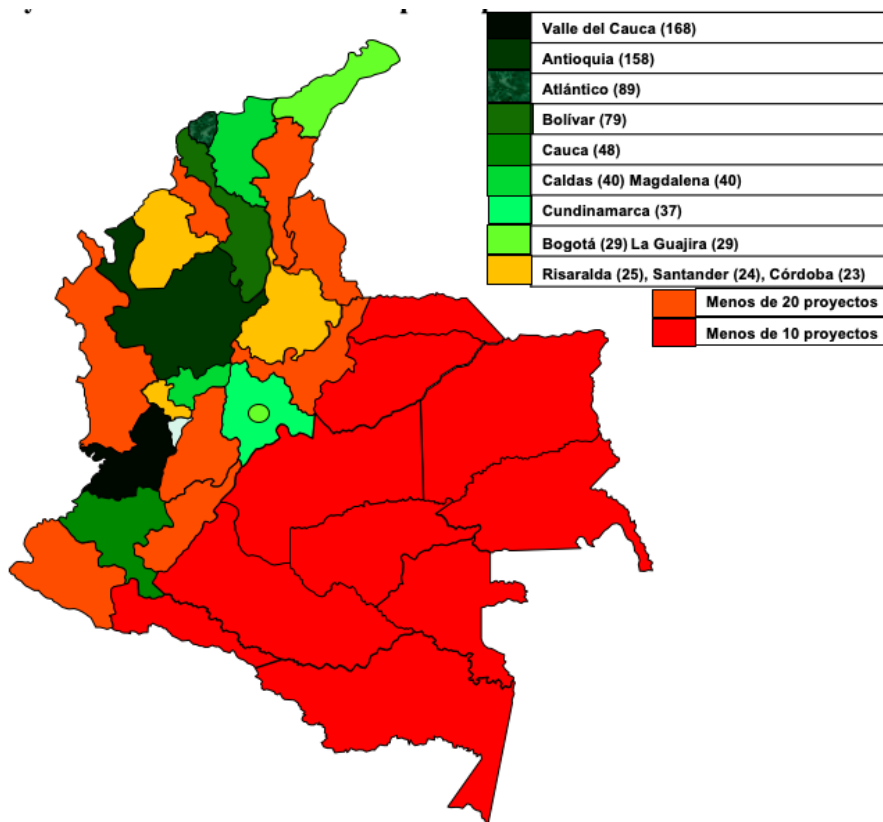 Valle del Cauca (168)
Antioquia (158)
Atlántico (89)
Bolívar (79)
Cauca (48)
Caldas (40) Magdalena (40)
Cundinamarca (37)
Bogotá (29) La Guajira (29)
Risaralda (25), Santander (24), Córdoba (23)
Menos de 20 proyectos
Menos de 10 proyectos